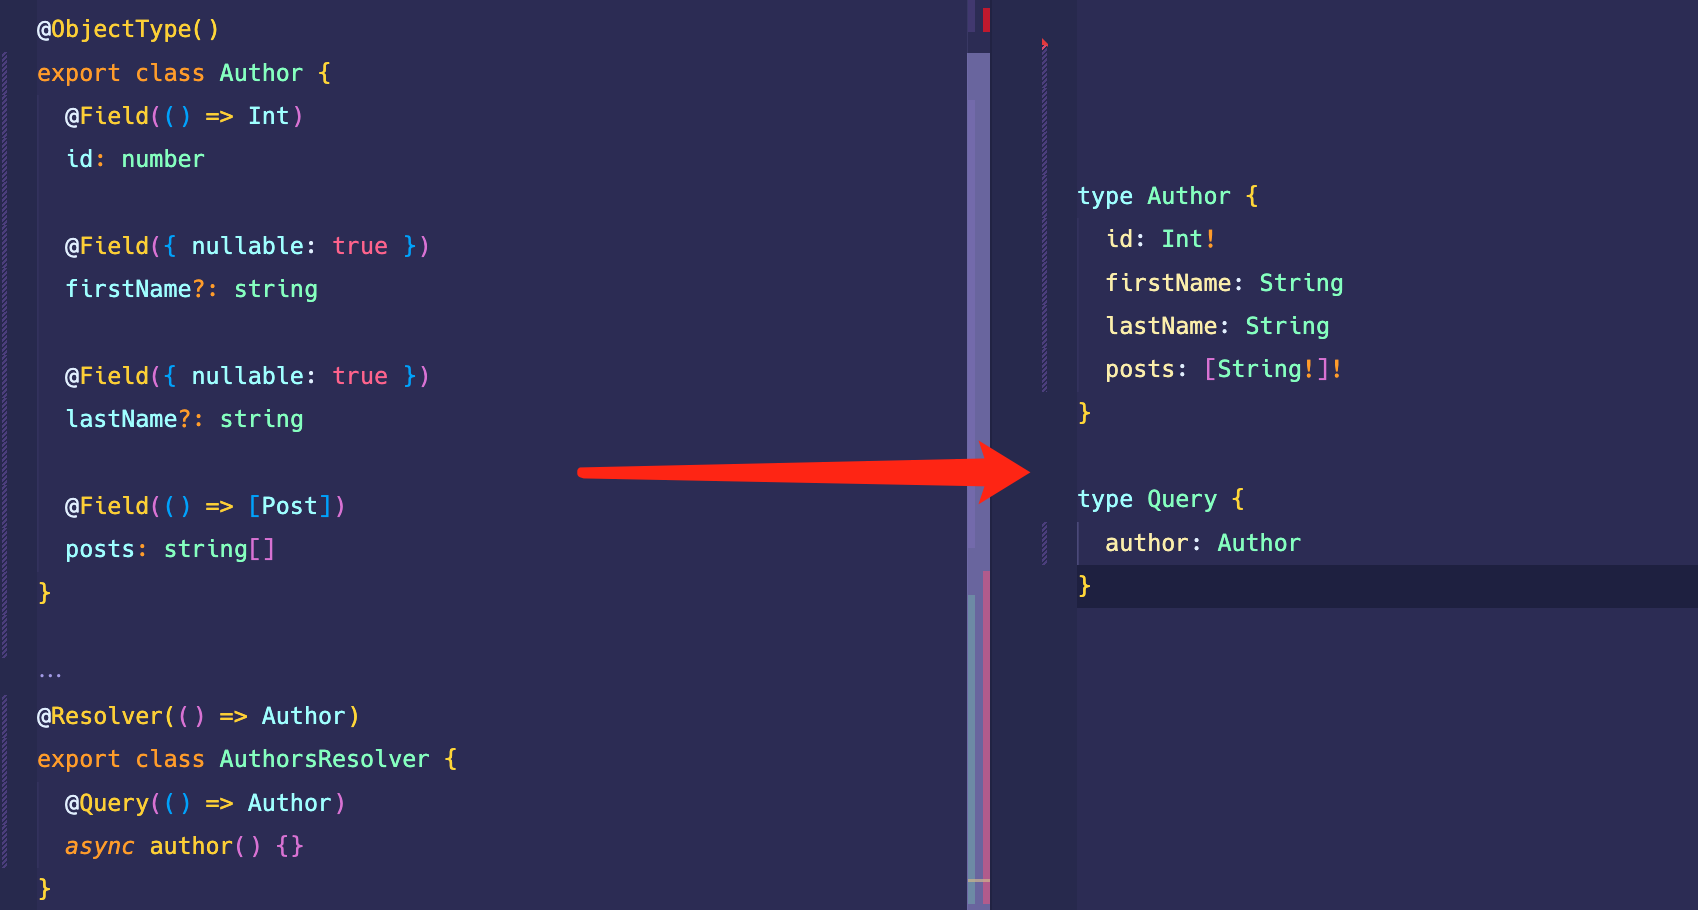 @ObjectType()
export class Author {
  @Field(() => Int)
  id: number

  @Field({ nullable: true })
  firstName?: string

  @Field({ nullable: true })
  lastName?: string

  @Field(() => [Post])
  posts: string[]
}

...
@Resolver(() => Author)
export class AuthorsResolver {
  @Query(() => Author)
  async author() {}
}

type Author {
  id: Int!
  firstName: String
  lastName: String
  posts: [String!]!
}

type Query {
  author: Author
}